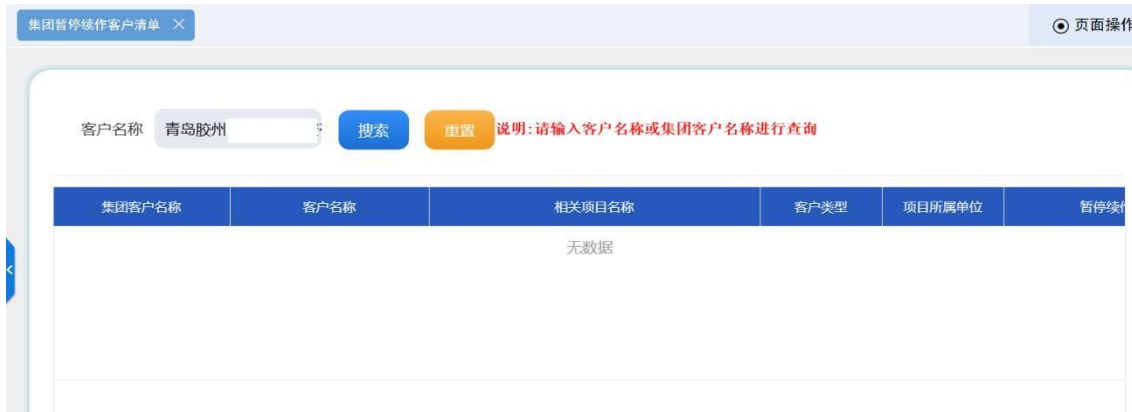 集团暂停续作客户清单
页面操作
客户名称 青岛胶州 搜索 重置 说明:请输入客户名称或集团客户名称进行查询
集团客户名称 客户名称 相关项目名称 客户类型 项目所属单位 暂停续
无数据